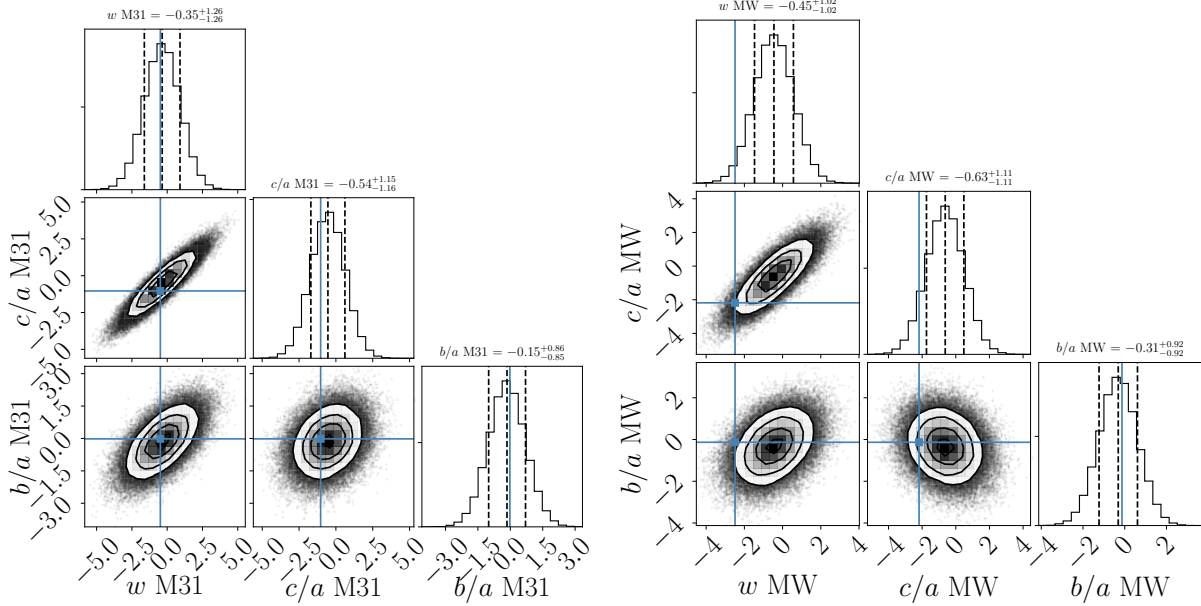 w M31 = −0.35+1.26−1.26
w MW = −0.45+1.02−1.02
c/a M31 = −0.54+1.15−1.16
c/a MW = −0.63+1.11−1.11
c/a M31
5.0
2.5
0.0
−2.5
−5.0
c/a MW
4
2
0
−2
−4
b/a M31 = −0.15+0.86−0.85
b/a MW = −0.31+0.92−0.92
b/a M31
3.0
1.5
0.0
−1.5
−3.0
b/a MW
2
0
−2
−4
−5.0 −2.5 0.0 2.5 5.0
−5.0 −2.5 0.0 2.5 5.0
−3.0 −1.5 0.0 1.5 3.0
−4 −2 0 2 4
−4 −2 0 2 4
−4 −2 0 2
w M31
c/a M31
b/a M31
w MW
c/a MW
b/a MW